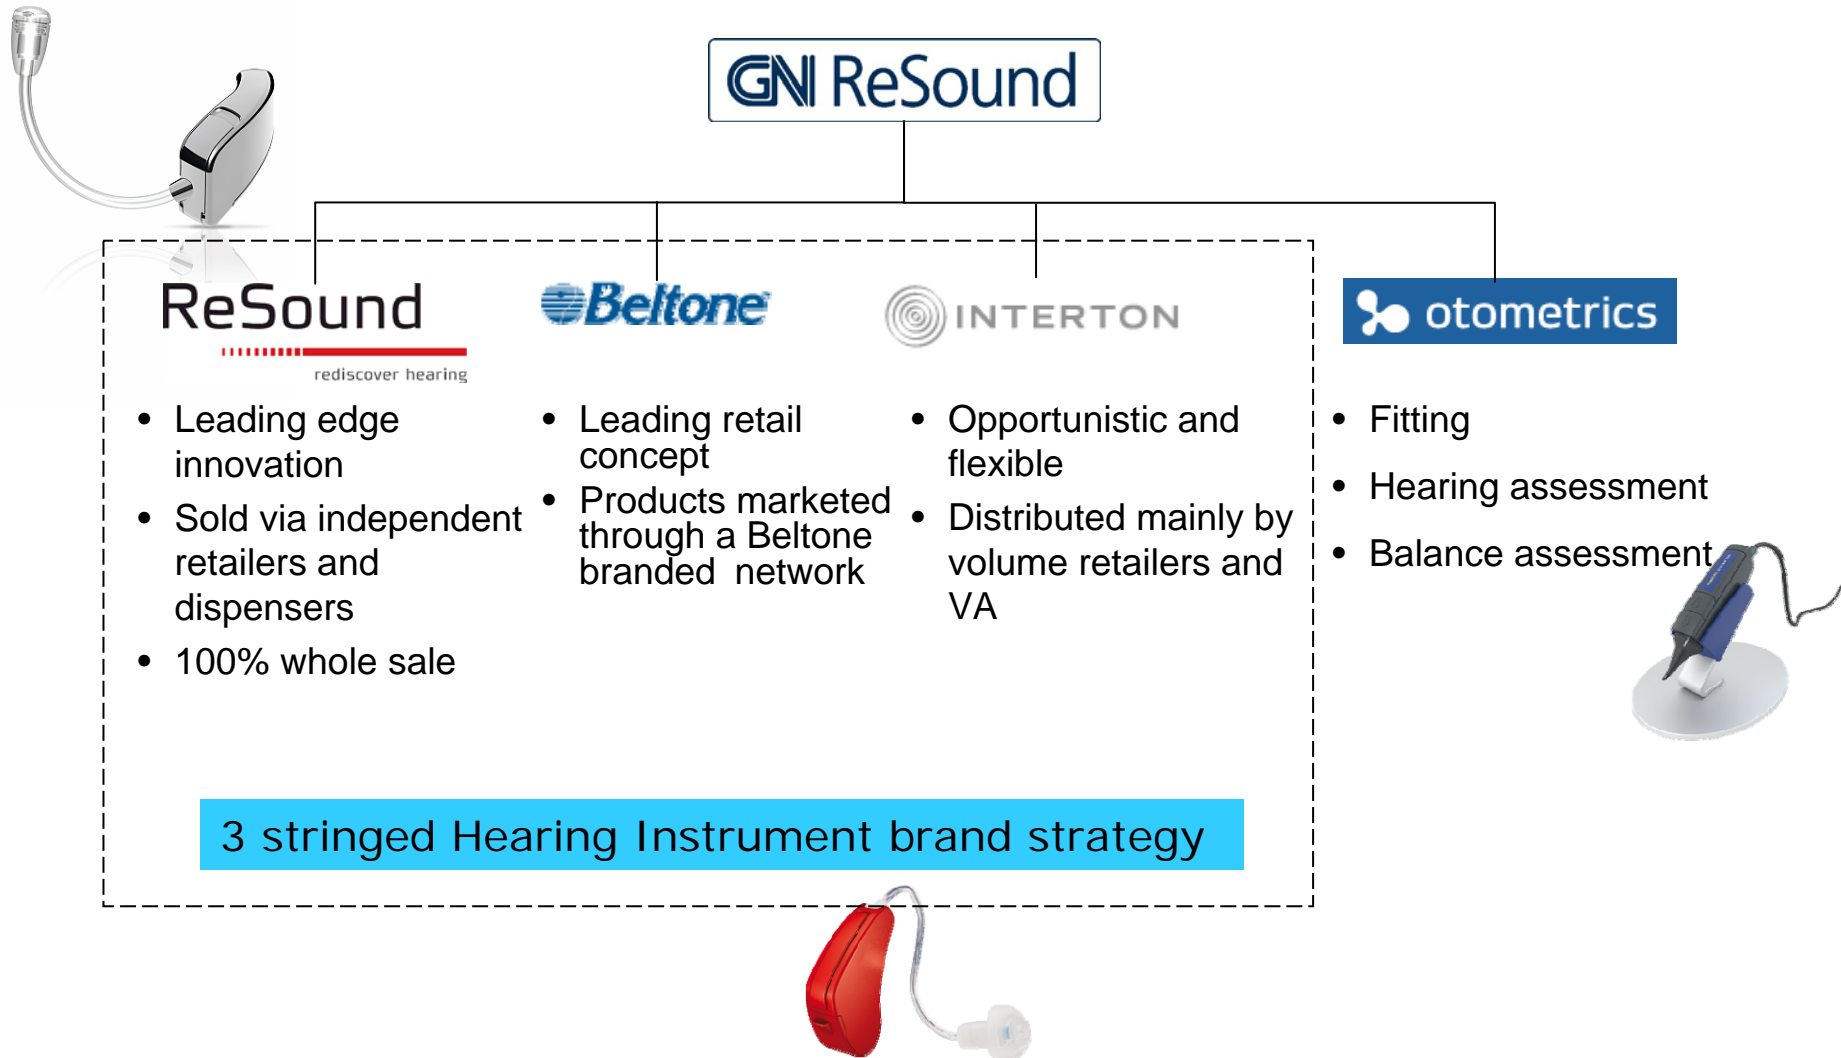 GN ReSound
ReSound
rediscover hearing
• Leading edge
innovation
• Sold via independent
retailers and
dispensers
• 100% whole sale
Beltone™
• Leading retail
concept
• Products marketed
through a Beltone
branded network
INTERTON
• Opportunistic and
flexible
• Distributed mainly by
volume retailers and
VA
otometrics
• Fitting
• Hearing assessment
• Balance assessment
3 stringed Hearing Instrument brand strategy